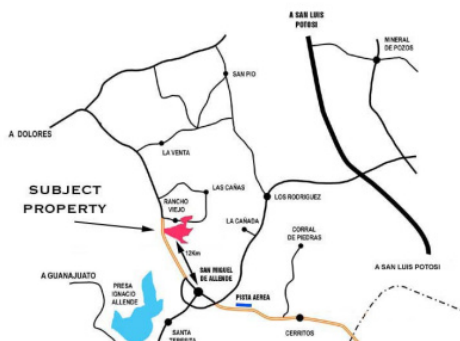 A SAN LUIS
POTOSI
MINERAL
DE POZOS
SAN PIO
A DOLORES
LA VENTA
SUBJECT
PROPERTY
LAS CAÑAS
RANCHO
VIEJO
LOS RODRIGUEZ
LA CAÑADA
CORRAL
DE PIEDRAS
12Km
A GUANAJUATO
SAN MIGUEL
DE ALLENDE
A SAN LUIS POTOSI
PRESA
IGNACIO
ALLENDE
PISTA AEREA
SANTA
TERESITA
CERRITOS